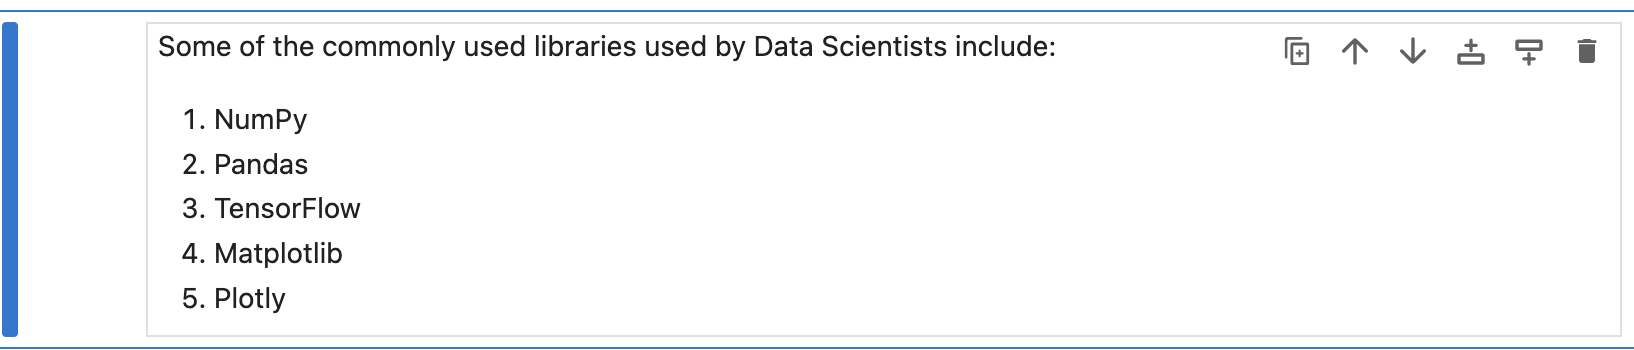 Some of the commonly used libraries used by Data Scientists include:
1. NumPy
2. Pandas
3. TensorFlow
4. Matplotlib
5. Plotly